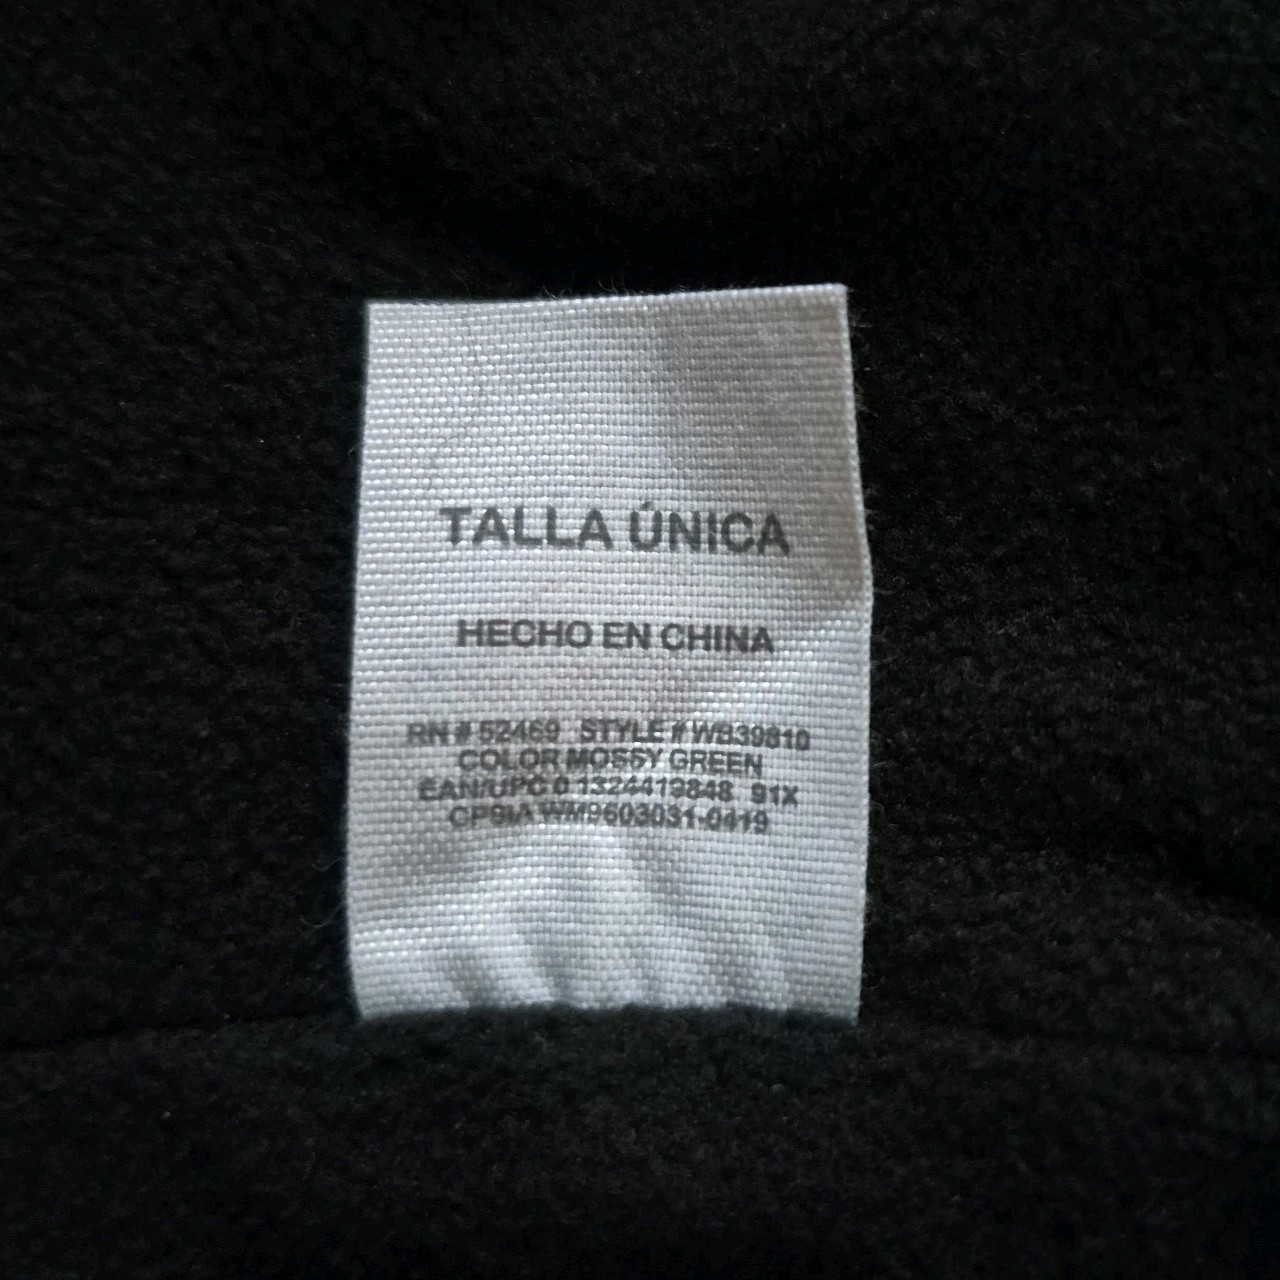 TALLA ÚNICA
HECHO EN CHINA
RN # 52469 STYLE # WB39810
COLOR MOSSY GREEN
EAN/UPC 0 1324419848 91X
CPSIA WM9603031-0419